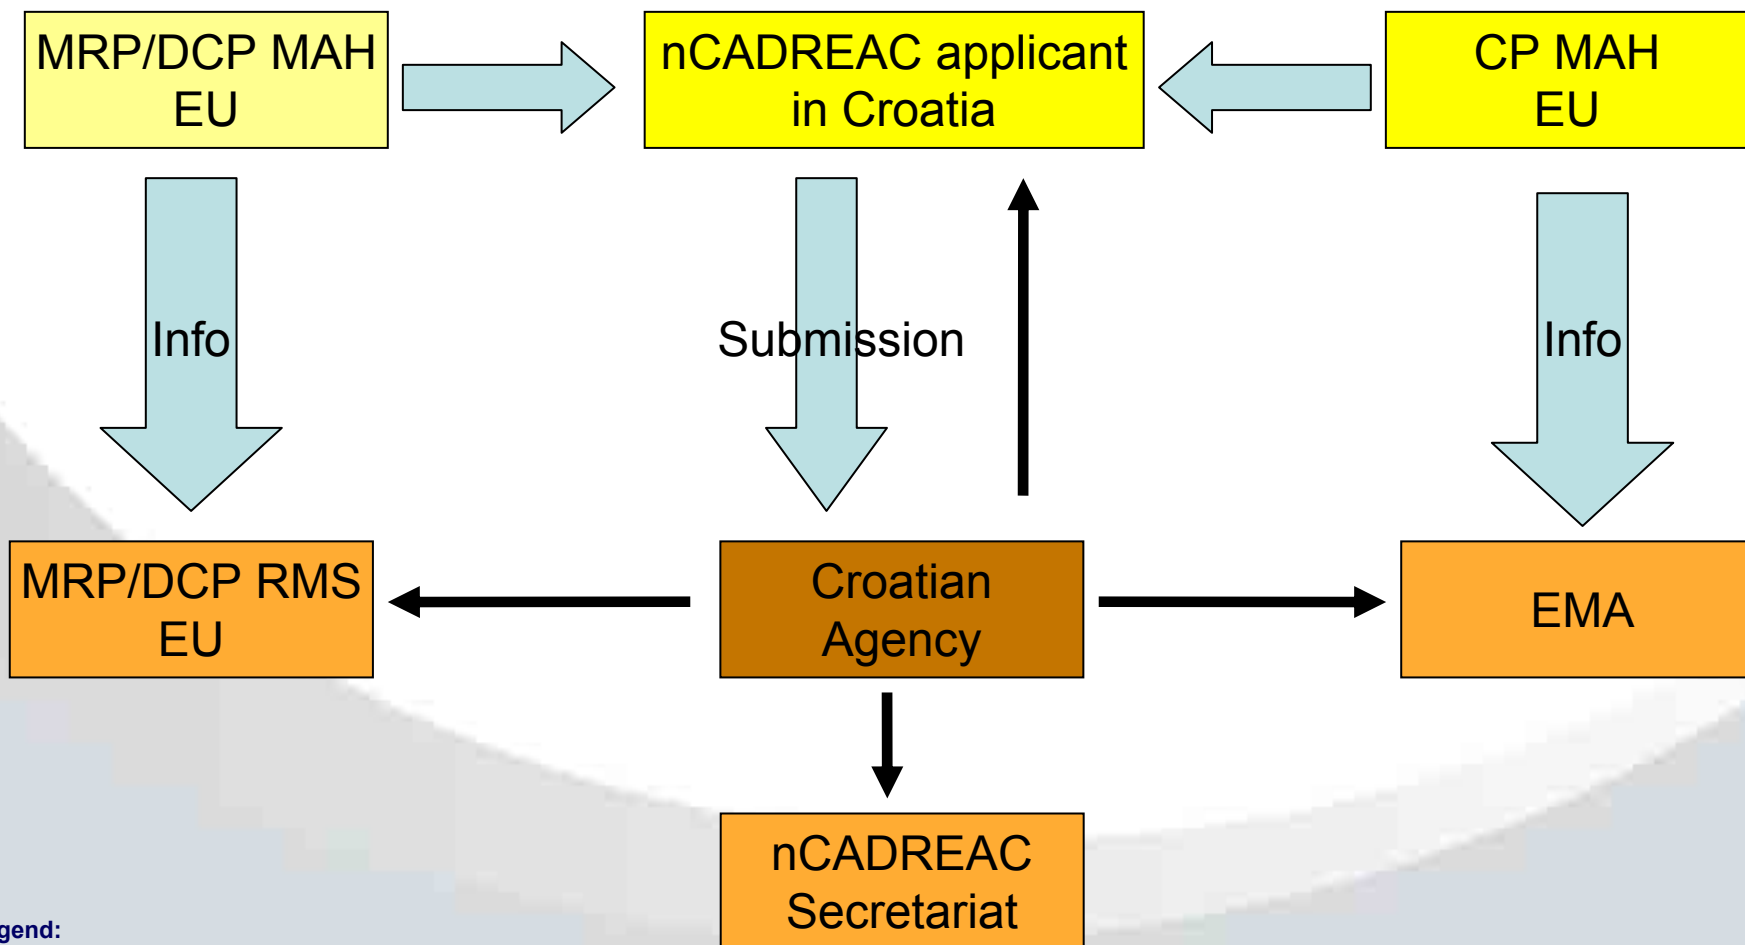 MRP/DCP MAH
EU
nCADREAC applicant
in Croatia
CP MAH
EU
Info
Submission
Info
MRP/DCP RMS
EU
Croatian
Agency
EMA
nCADREAC
Secretariat
gend: